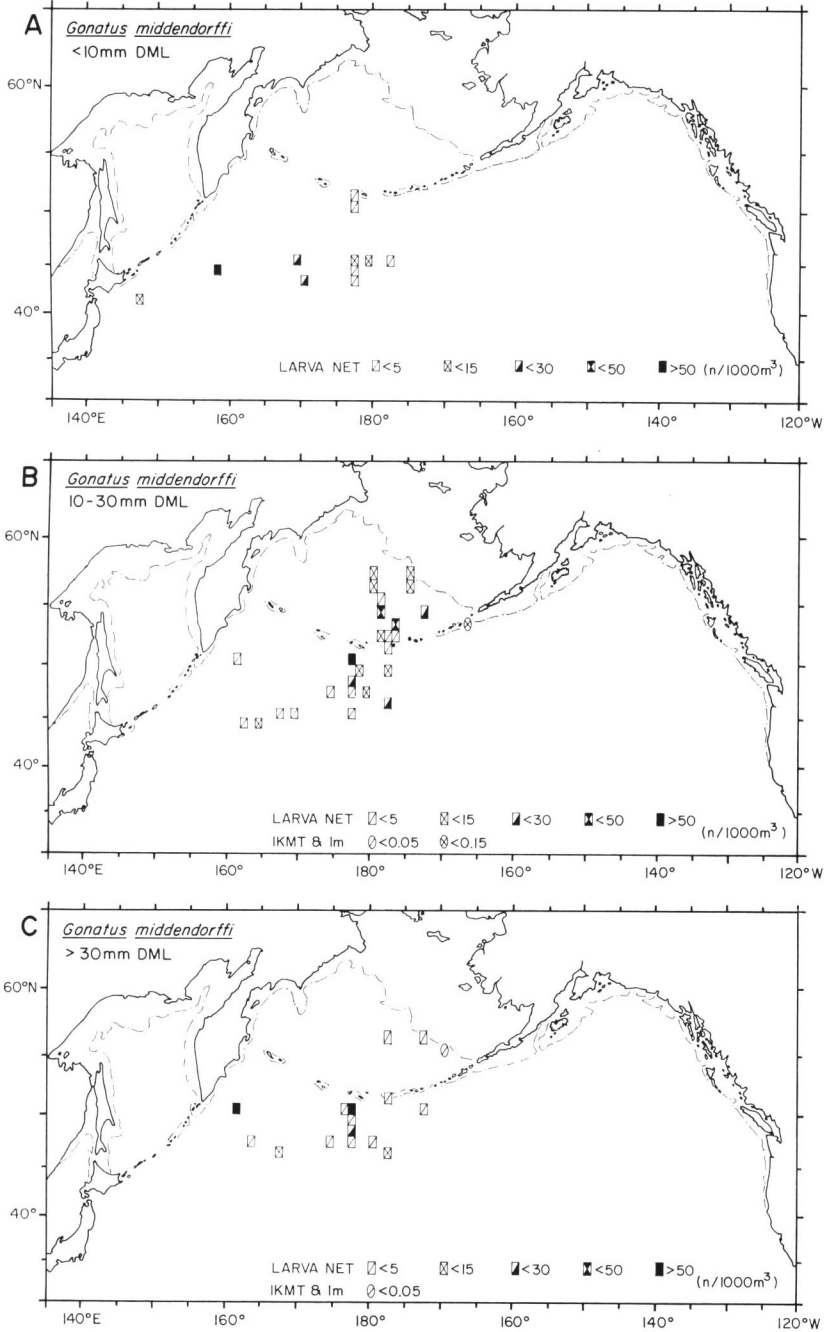 A
Gonatus middendorffi
<10mm DML
60°N
40°
LARVA NET <5 <15 <30 <50 >50 (n/1000m³)
140°E 160° 180° 160° 140° 120°W
B
Gonatus middendorffi
10-30mm DML
60°N
40°
LARVA NET <5 <15 <30 <50 >50 (n/1000m³)
IKMT & Im <0.05 <0.15
140°E 160° 180° 160° 140° 120°W
C
Gonatus middendorffi
> 30mm DML
60°N
40°
LARVA NET <5 <15 <30 <50 >50 (n/1000m³)
IKMT & Im <0.05
140°E 160° 180° 160° 140° 120°W